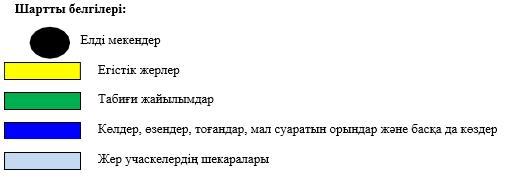 Шартты белгілері:
Елді мекендер
Егістік жерлер
Табиғи жайылымдар
Көлдер, өзендер, тоғандар, мал суаратын орындар және басқа да көздер
Жер учаскелердің шекаралары